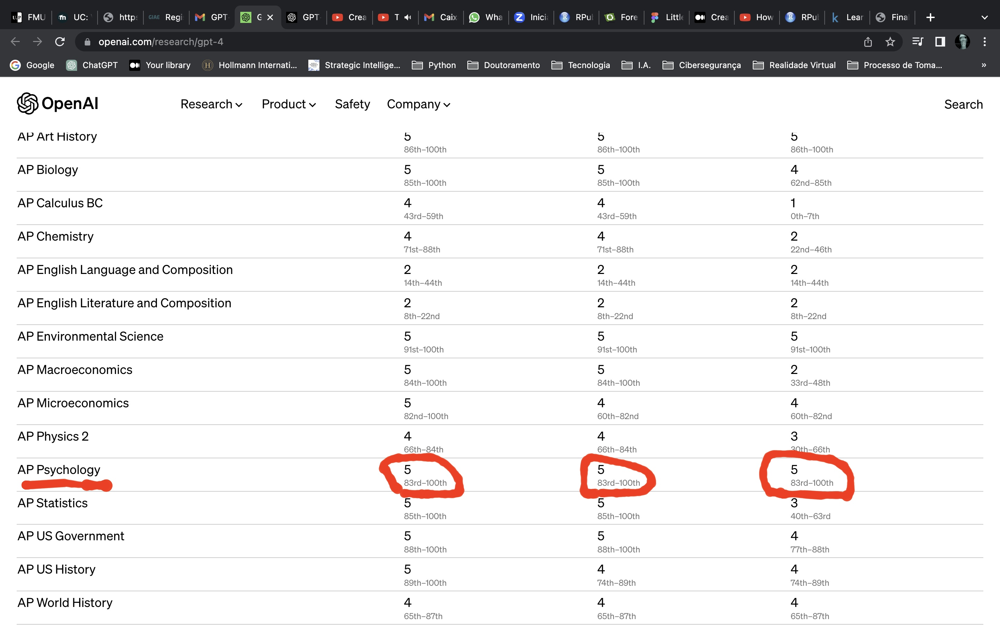 FMU UC: http: GIAE Regi GPT- G GPT- Crea T Caix Wha Inici RPul Fore Little Crea How RPul k Lear Final
openai.com/research/gpt-4
Google ChatGPT Your library H Hollmann Internati... Strategic Intellige... Python Doutoramento Tecnologia I.A. Cibersegurança Realidade Virtual Processo de Toma... »
OpenAI Research Product Safety Company Search
AP Art History 5 5 5
86th–100th 86th–100th 86th–100th
AP Biology 5 5 4
85th–100th 85th–100th 62nd–85th
AP Calculus BC 4 4 1
43rd–59th 43rd–59th 0th–7th
AP Chemistry 4 4 2
71st–88th 71st–88th 22nd–46th
AP English Language and Composition 2 2 2
14th–44th 14th–44th 14th–44th
AP English Literature and Composition 2 2 2
8th–22nd 8th–22nd 8th–22nd
AP Environmental Science 5 5 5
91st–100th 91st–100th 91st–100th
AP Macroeconomics 5 5 2
84th–100th 84th–100th 33rd–48th
AP Microeconomics 5 4 4
82nd–100th 60th–82nd 60th–82nd
AP Physics 2 4 4 3
66th–84th 66th–84th 30th–66th
AP Psychology 5 5 5
83rd–100th 83rd–100th 83rd–100th
AP Statistics 5 5 3
85th–100th 85th–100th 40th–63rd
AP US Government 5 5 4
88th–100th 88th–100th 77th–88th
AP US History 5 4 4
89th–100th 74th–89th 74th–89th
AP World History 4 4 4
65th–87th 65th–87th 65th–87th